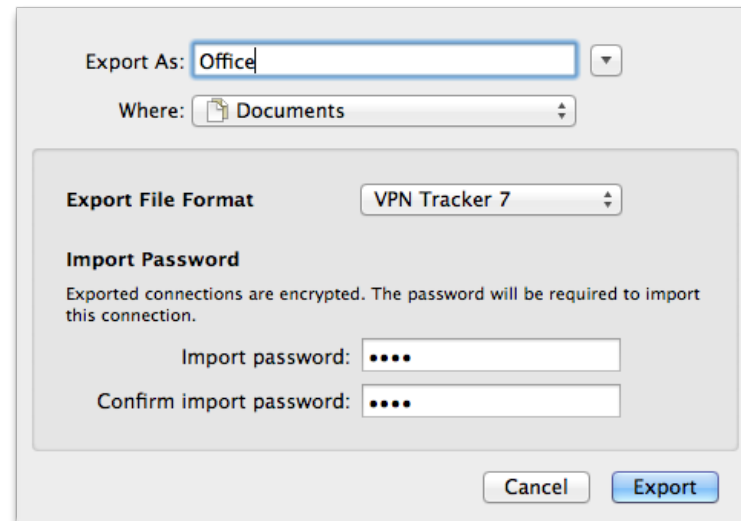 Export As: Office
Where: Documents
Export File Format VPN Tracker 7
Import Password
Exported connections are encrypted. The password will be required to import
this connection.
Import password: ••••
Confirm import password: ••••
Cancel Export